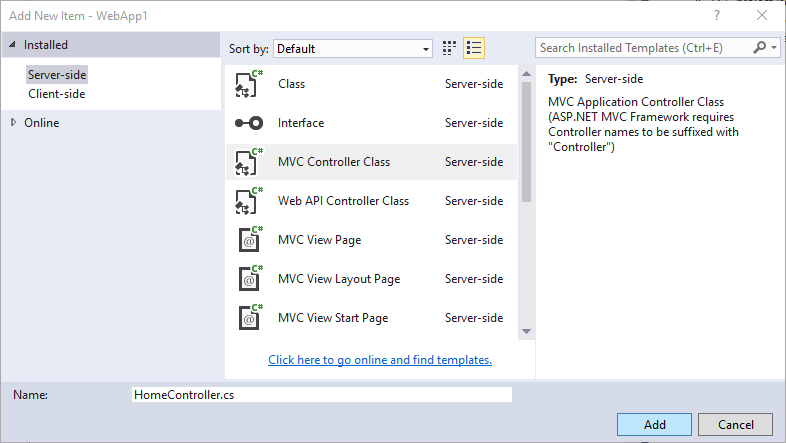 Add New Item - WebApp1
? X
Installed
Server-side
Client-side
Online
Sort by: Default
Search Installed Templates (Ctrl+E)
C# Class Server-side
Interface Server-side
C# MVC Controller Class Server-side
C# Web API Controller Class Server-side
C# @ MVC View Page Server-side
C# @ MVC View Layout Page Server-side
C# @ MVC View Start Page Server-side
Click here to go online and find templates.
Type: Server-side
MVC Application Controller Class
(ASP.NET MVC Framework requires
Controller names to be suffixed with
"Controller")
Name: HomeController.cs
Add Cancel